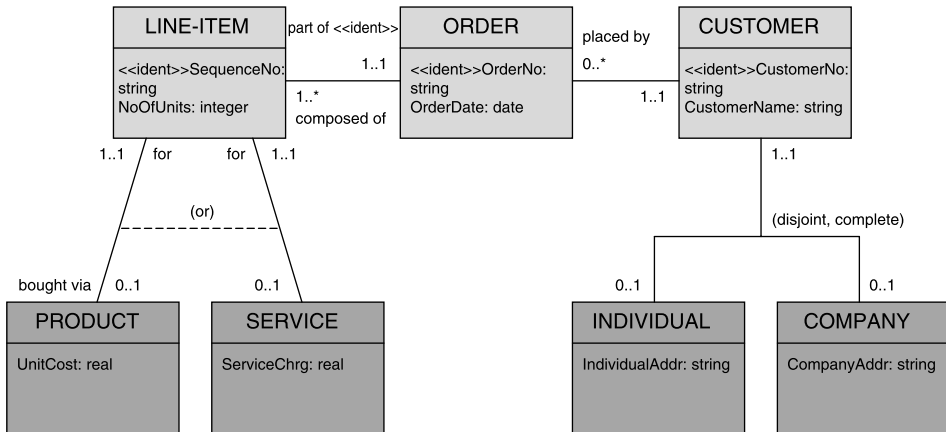 LINE-ITEM
<<ident>>SequenceNo:
string
NoOfUnits: integer
part of <<ident>>
1..1
1..*
composed of
ORDER
<<ident>>OrderNo:
string
OrderDate: date
placed by
0..*
1..1
CUSTOMER
<<ident>>CustomerNo:
string
CustomerName: string
1..1
for
for
1..1
1..1
(or)
(disjoint, complete)
bought via
0..1
0..1
0..1
0..1
PRODUCT
UnitCost: real
SERVICE
ServiceChrg: real
INDIVIDUAL
IndividualAddr: string
COMPANY
CompanyAddr: string